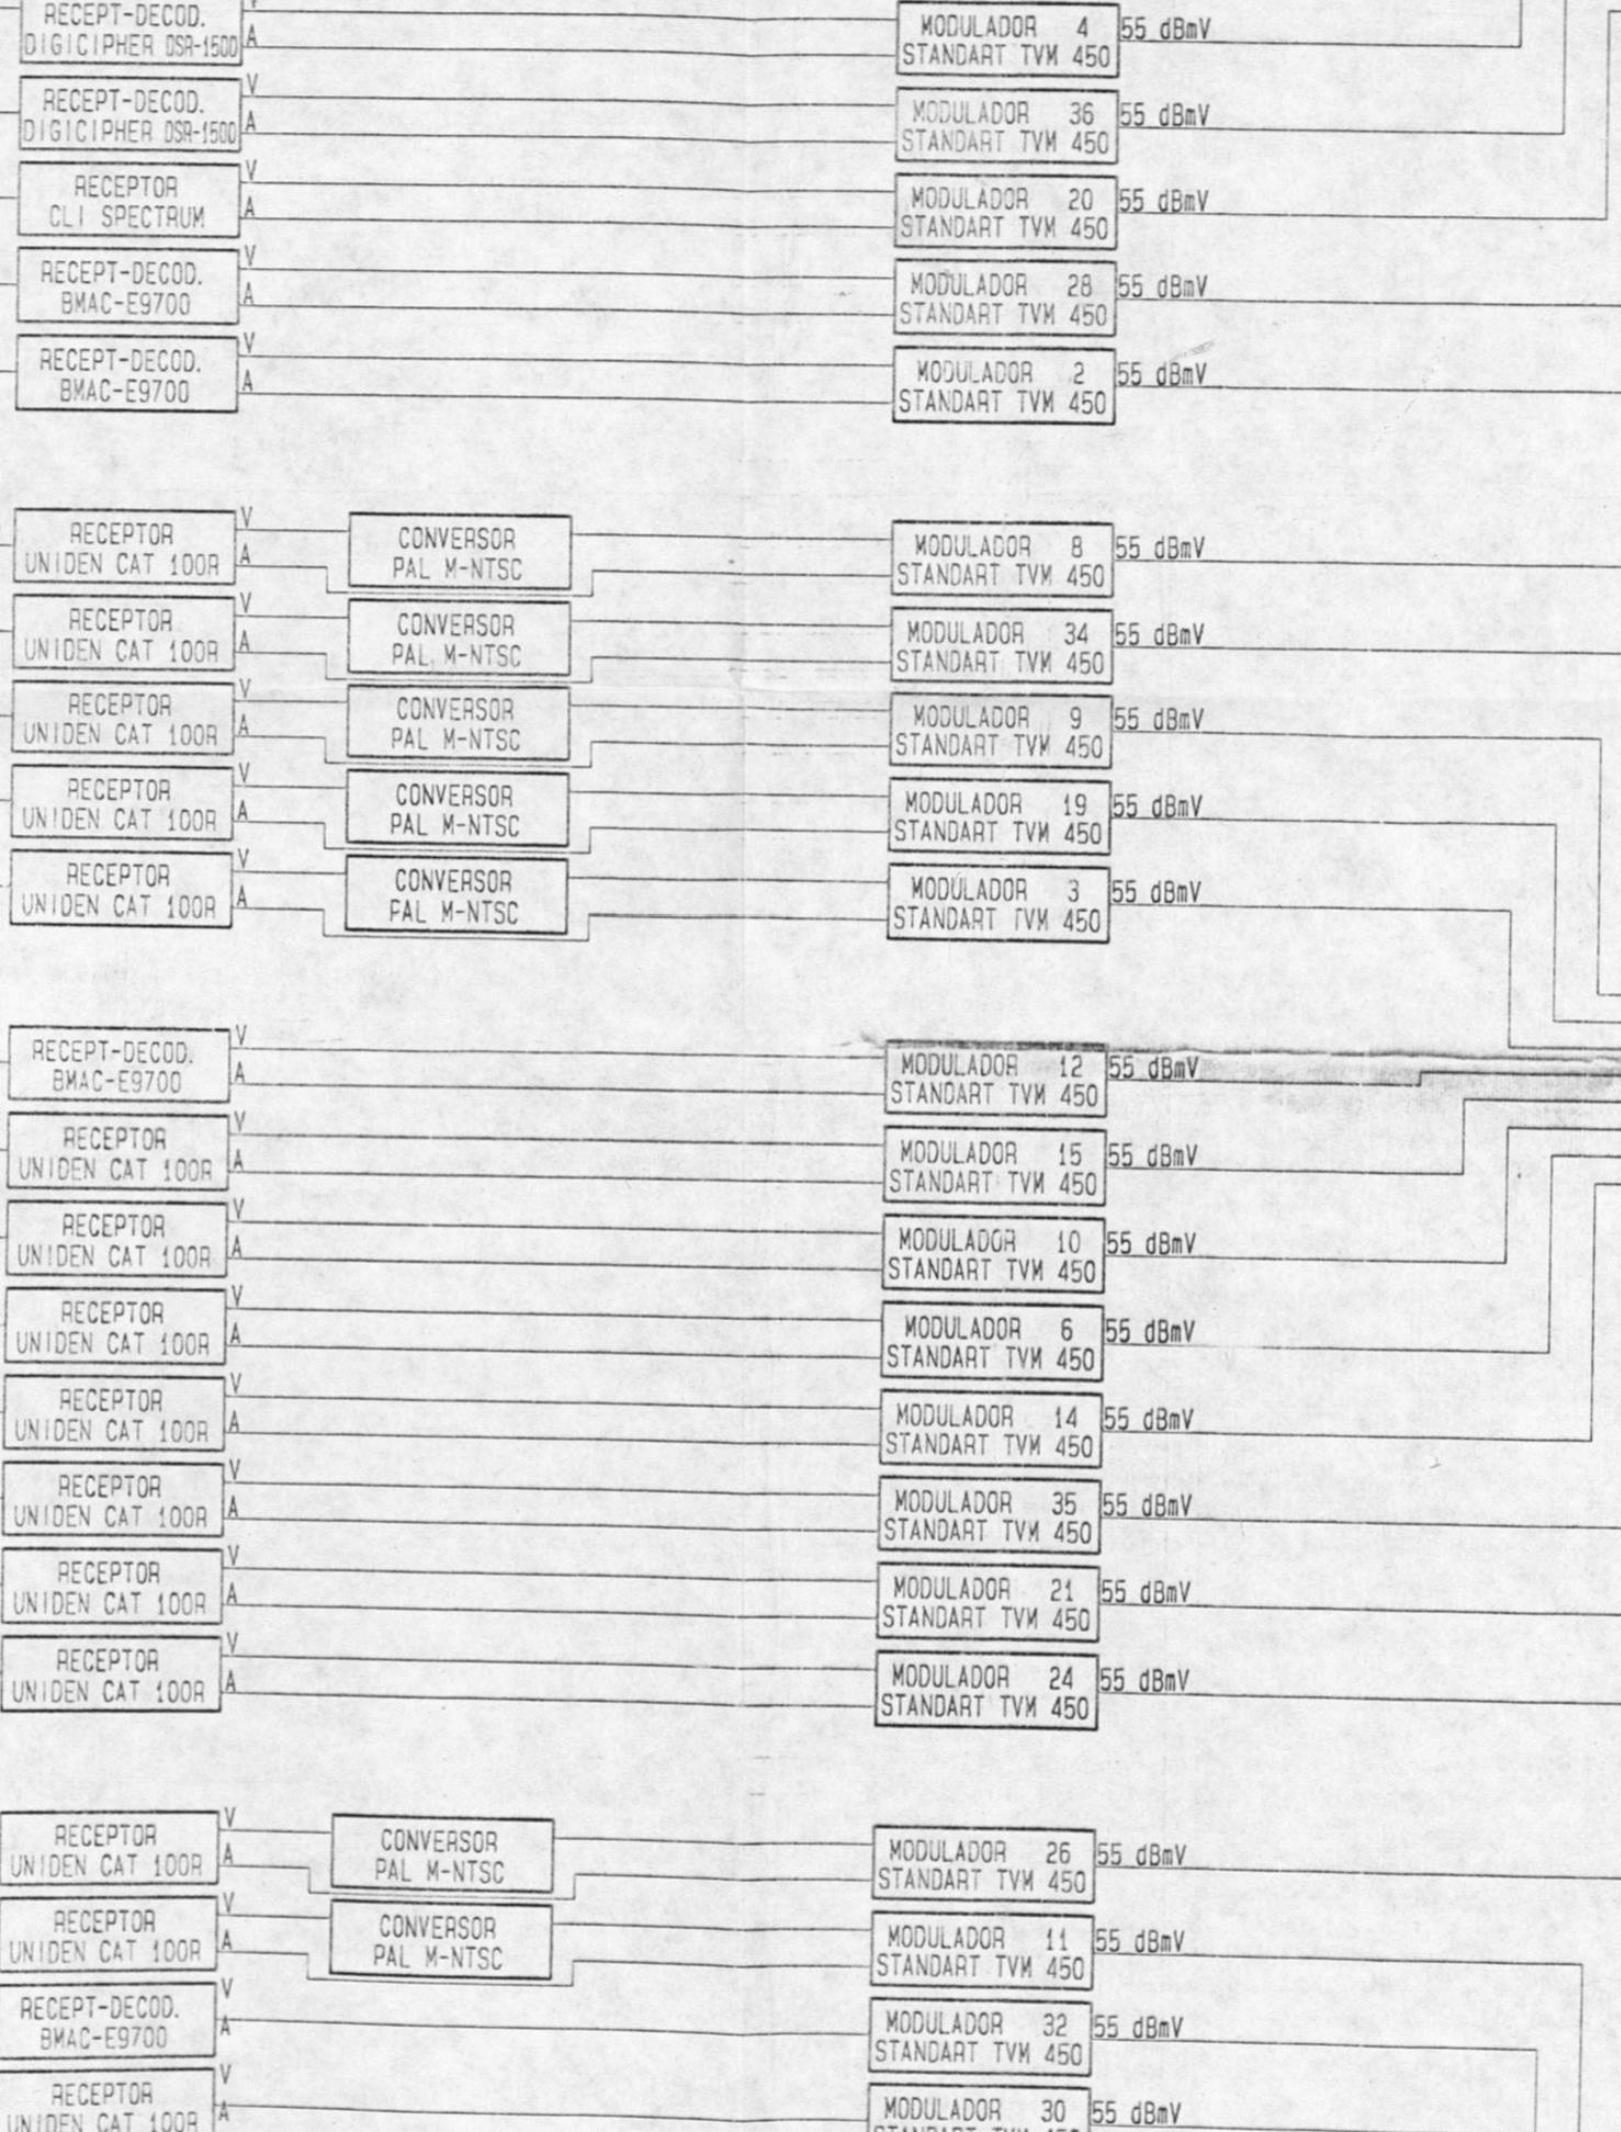 RECEPT-DECOD.
DIGICIPHER DSR-1500
V
A
MODULADOR 4
STANDART TVM 450
55 dBmV
RECEPT-DECOD.
DIGICIPHER DSR-1500
V
A
MODULADOR 36
STANDART TVM 450
55 dBmV
RECEPTOR
CLI SPECTRUM
V
A
MODULADOR 20
STANDART TVM 450
55 dBmV
RECEPT-DECOD.
BMAC-E9700
V
A
MODULADOR 28
STANDART TVM 450
55 dBmV
RECEPT-DECOD.
BMAC-E9700
V
A
MODULADOR 2
STANDART TVM 450
55 dBmV
RECEPTOR
UNIDEN CAT 100R
V
A
CONVERSOR
PAL M-NTSC
MODULADOR 8
STANDART TVM 450
55 dBmV
RECEPTOR
UNIDEN CAT 100R
V
A
CONVERSOR
PAL M-NTSC
MODULADOR 34
STANDART TVM 450
55 dBmV
RECEPTOR
UNIDEN CAT 100R
V
A
CONVERSOR
PAL M-NTSC
MODULADOR 9
STANDART TVM 450
55 dBmV
RECEPTOR
UNIDEN CAT 100R
V
A
CONVERSOR
PAL M-NTSC
MODULADOR 19
STANDART TVM 450
55 dBmV
RECEPTOR
UNIDEN CAT 100R
V
A
CONVERSOR
PAL M-NTSC
MODULADOR 3
STANDART TVM 450
55 dBmV
RECEPT-DECOD.
BMAC-E9700
V
A
MODULADOR 12
STANDART TVM 450
55 dBmV
RECEPTOR
UNIDEN CAT 100R
V
A
MODULADOR 15
STANDART TVM 450
55 dBmV
RECEPTOR
UNIDEN CAT 100R
V
A
MODULADOR 10
STANDART TVM 450
55 dBmV
RECEPTOR
UNIDEN CAT 100R
V
A
MODULADOR 6
STANDART TVM 450
55 dBmV
RECEPTOR
UNIDEN CAT 100R
V
A
MODULADOR 14
STANDART TVM 450
55 dBmV
RECEPTOR
UNIDEN CAT 100R
V
A
MODULADOR 35
STANDART TVM 450
55 dBmV
RECEPTOR
UNIDEN CAT 100R
V
A
MODULADOR 21
STANDART TVM 450
55 dBmV
RECEPTOR
UNIDEN CAT 100R
V
A
MODULADOR 24
STANDART TVM 450
55 dBmV
RECEPTOR
UNIDEN CAT 100R
V
A
CONVERSOR
PAL M-NTSC
MODULADOR 26
STANDART TVM 450
55 dBmV
RECEPTOR
UNIDEN CAT 100R
V
A
CONVERSOR
PAL M-NTSC
MODULADOR 11
STANDART TVM 450
55 dBmV
RECEPT-DECOD.
BMAC-E9700
V
A
MODULADOR 32
STANDART TVM 450
55 dBmV
RECEPTOR
UNIDEN CAT 100R
V
A
MODULADOR 30
STANDART TVM 450
55 dBmV